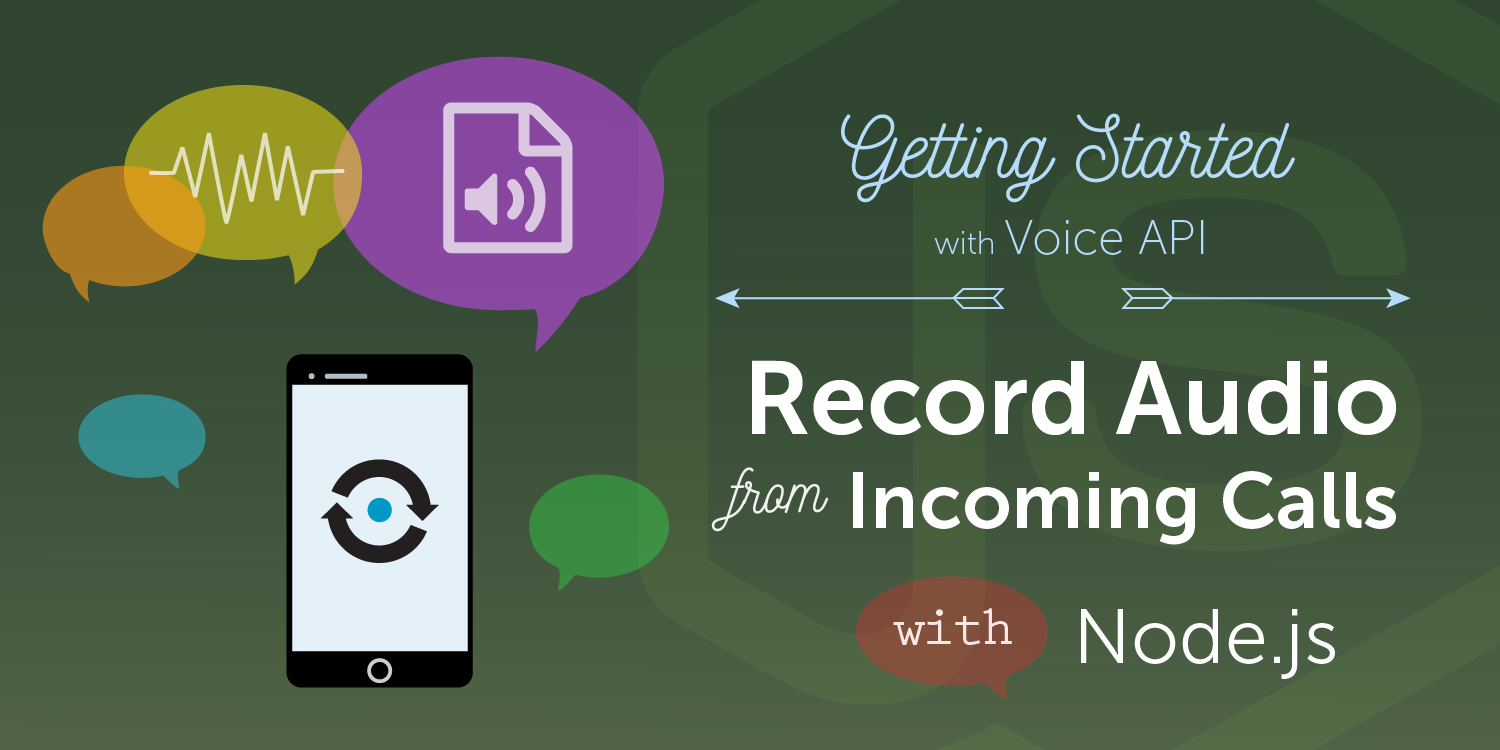 Getting Started
with Voice API
Record Audio
from Incoming Calls
with Node.js